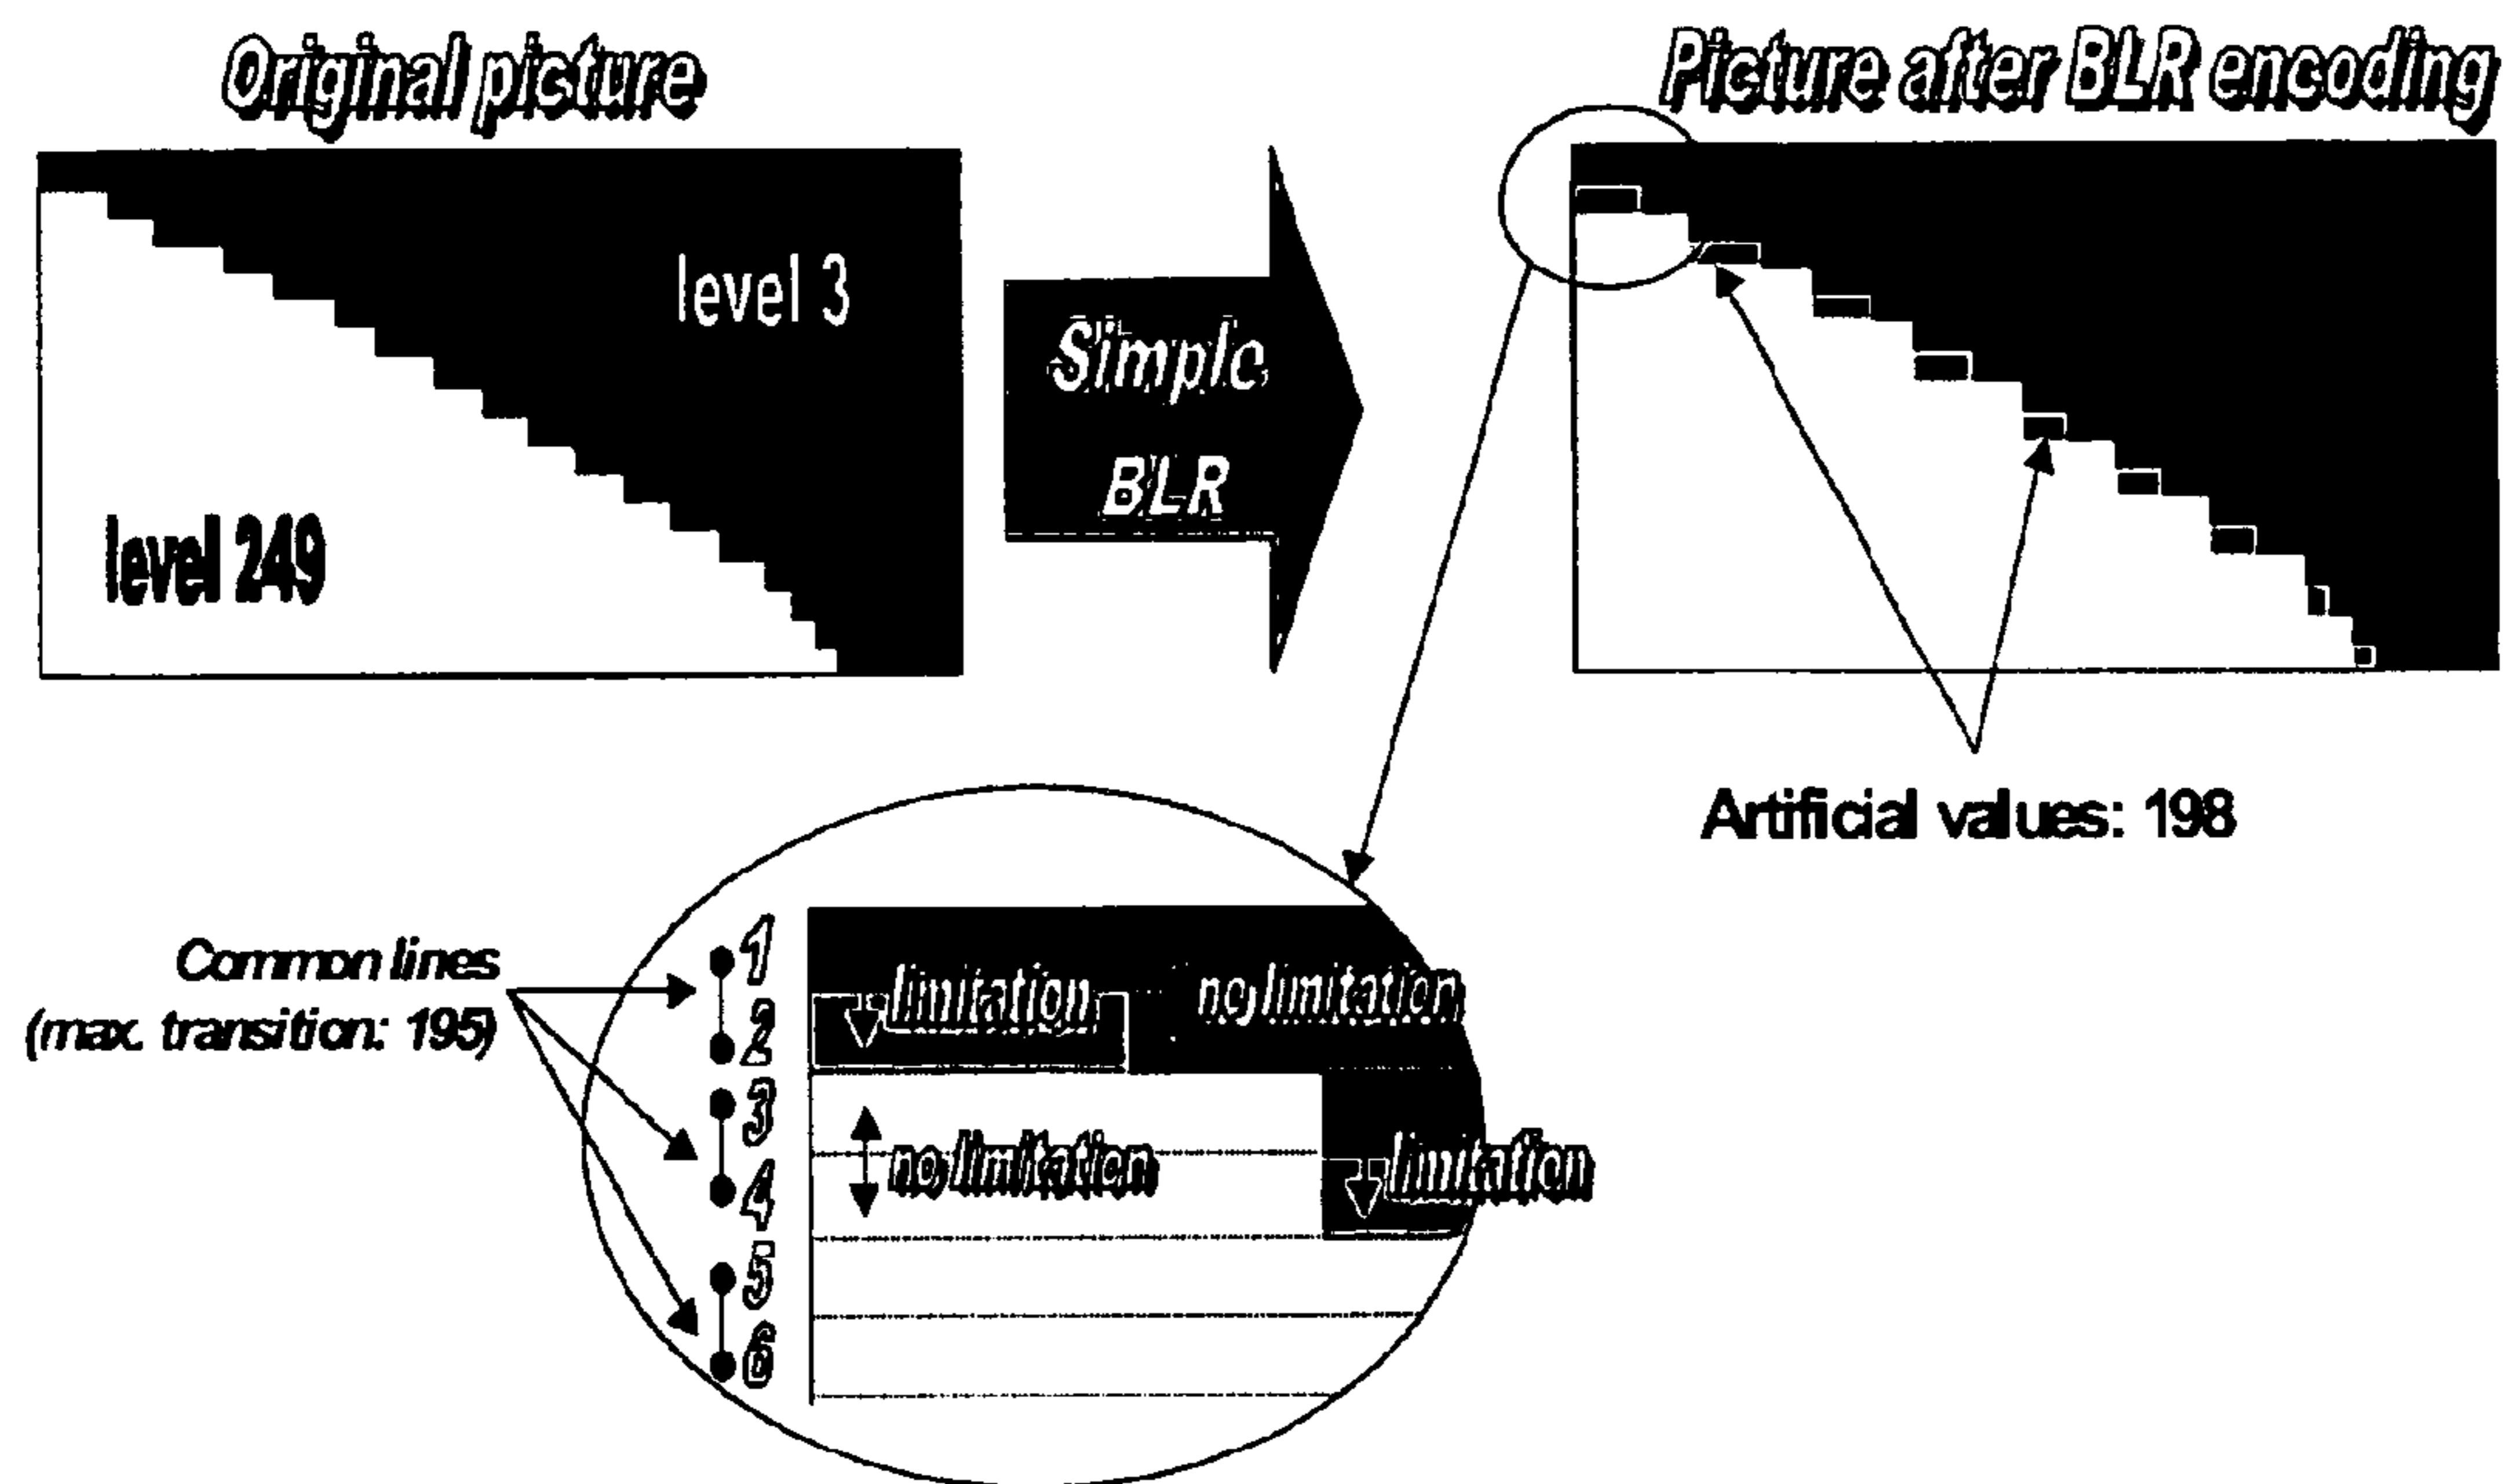 Original picture
Picture after BLR encoding
level 3
level 249
Simple
BLR
Artificial values: 198
Common lines
(max. transition: 195)
1
2
3
4
5
6
limitation
no limitation
no limitation
limitation